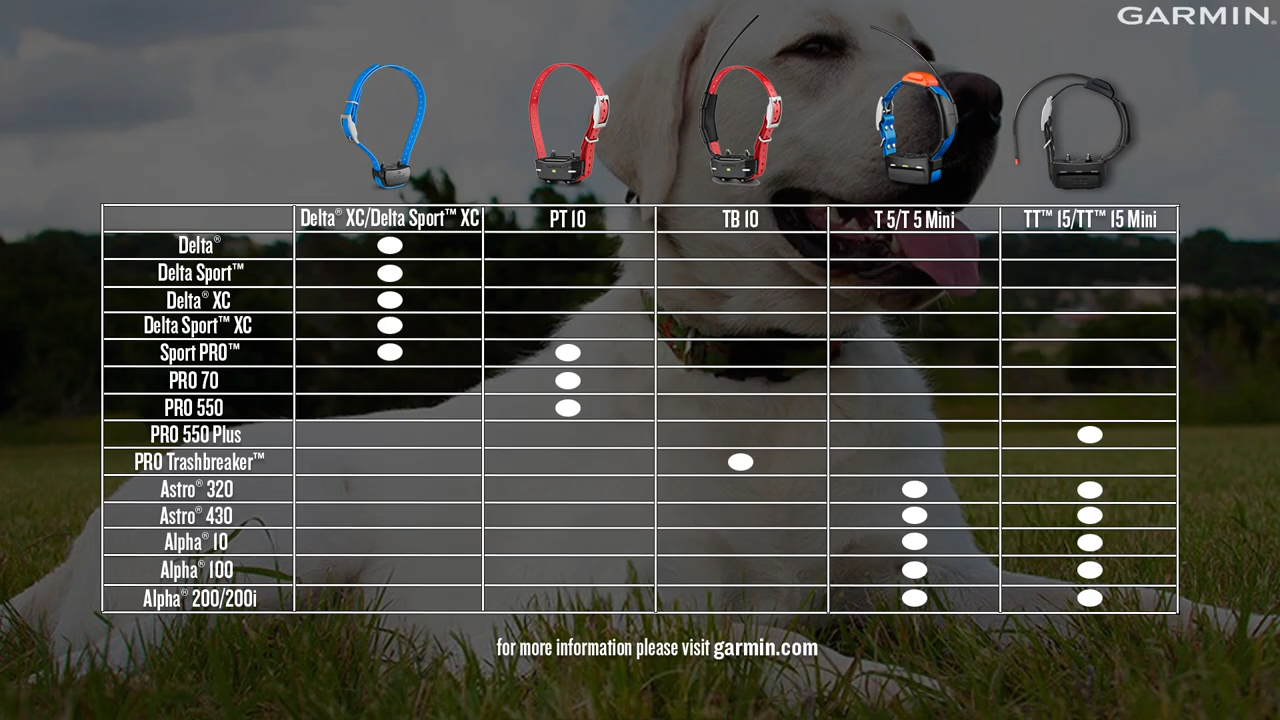 GARMIN
Delta® XC/Delta Sport™ XC PT 10 TB 10 T 5/T 5 Mini TT™ 15/TT™ 15 Mini
Delta®
Delta Sport™
Delta® XC
Delta Sport™ XC
Sport PRO™
PRO 70
PRO 550
PRO 550 Plus
PRO Trashbreaker™
Astro® 320
Astro® 430
Alpha® 10
Alpha® 100
Alpha® 200/200i
for more information please visit garmin.com